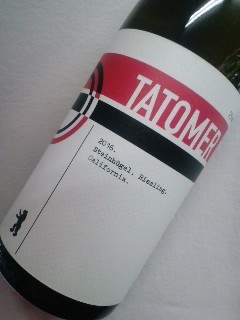 TATOMER
2016.
Steinhügel. Riesling.
California.